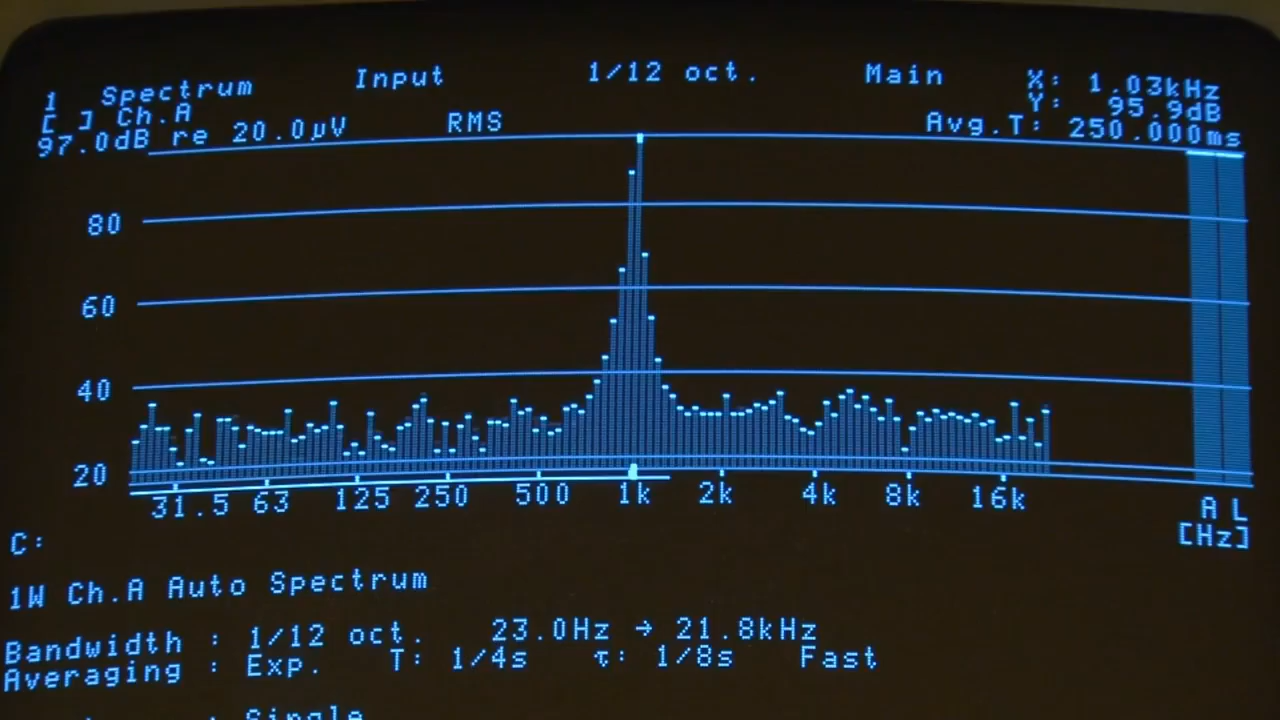 1 Spectrum Input 1/12 oct. Main X: 1.03kHz
[ ] Ch.A Y: 95.9dB
97.0dB re 20.0µV RMS Avg.T: 250.000ms
80
60
40
20
31.5 63 125 250 500 1k 2k 4k 8k 16k A L
[Hz]
C:
1W Ch.A Auto Spectrum
Bandwidth : 1/12 oct. 23.0Hz → 21.8kHz
Averaging : Exp. T: 1/4s τ: 1/8s Fast
: Single